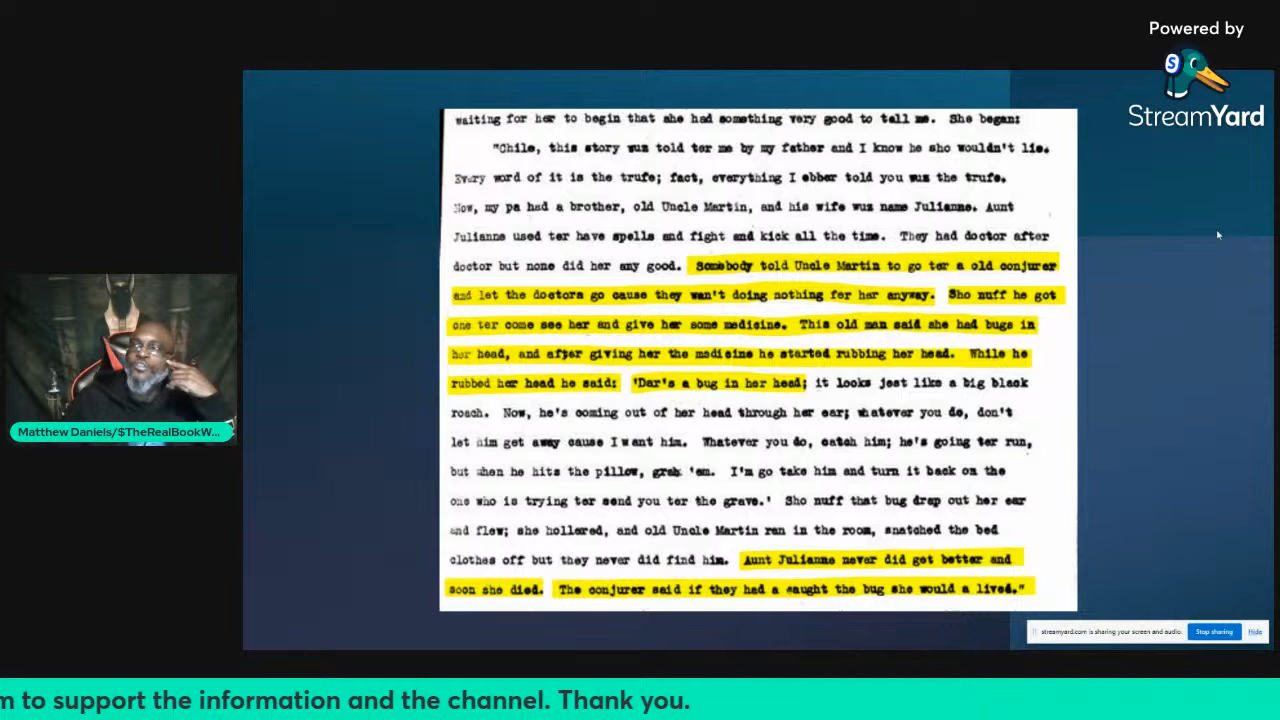 Powered by
StreamYard
waiting for her to begin that she had something very good to tell me. She began:
"Chile, this story wus told ter me by my father and I know he sho wouldn't lie.
Every word of it is the trufe; fact, everything I ebber told you wus the trufe.
Now, my pa had a brother, old Uncle Martin, and his wife wuz name Julianne. Aunt
Julianne used ter have spells and fight and kick all the time. They had doctor after
doctor but none did her any good. Somebody told Uncle Martin to go ter a old conjurer
and let the doctors go cause they wan't doing nothing fer her anyway. Sho nuff he got
one ter come see her and give her some medicine. This old man said she had bugs in
her head, and after giving her the medicine he started rubbing her head. While he
rubbed her head he said: 'Dar's a bug in her head; it looks jest like a big black
roach. Now, he's coming out of her head through her ear; whatever you do, don't
let him get away cause I want him. Whatever you do, catch him; he's going ter run,
but when he hits the pillow, grab 'em. I'm go take him and turn it back on the
one who is trying ter send you ter the grave.' Sho nuff that bug drap out her ear
and flew; she hollered, and old Uncle Martin ran in the room, snatched the bed
clothes off but they never did find him. Aunt Julianne never did get better and
soon she died. The conjurer said if they had a caught the bug she would a lived."
Matthew Daniels/$TheRealBookW...
streamyard.com is sharing your screen and audio.
Stop sharing
Hide
m to support the information and the channel. Thank you.